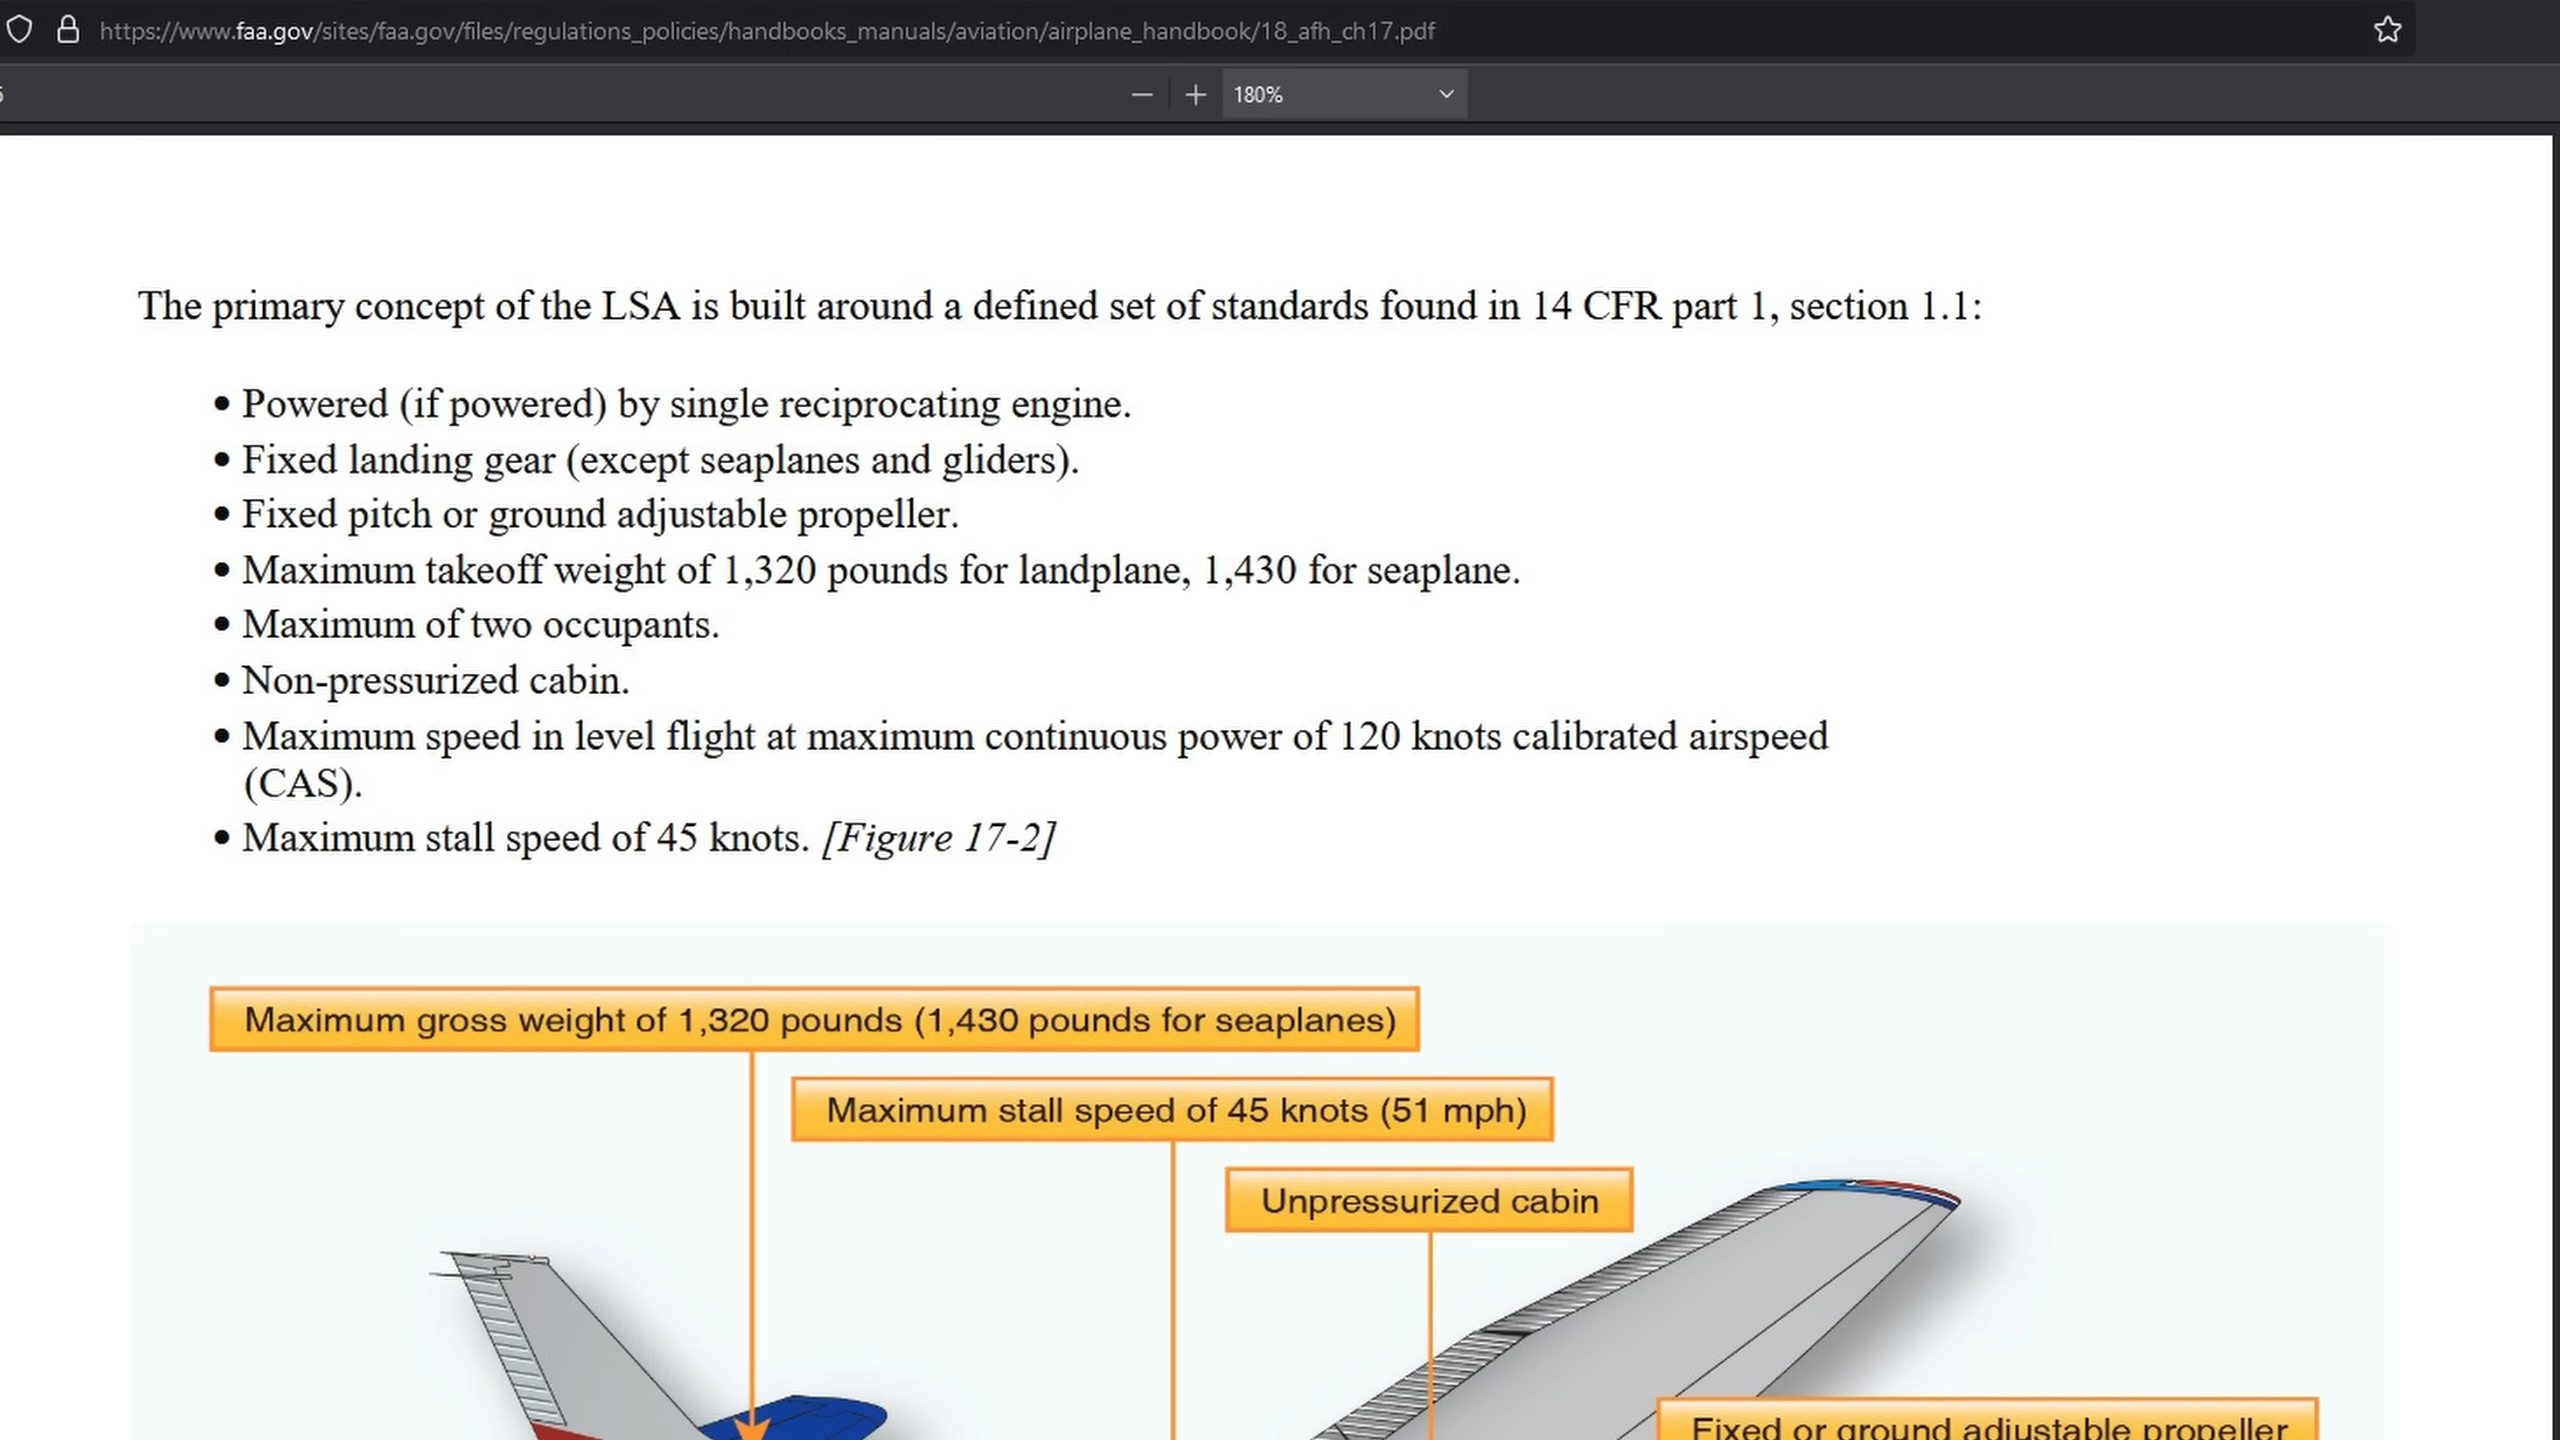 https://www.faa.gov/sites/faa.gov/files/regulations_policies/handbooks_manuals/aviation/airplane_handbook/18_afh_ch17.pdf
180%
The primary concept of the LSA is built around a defined set of standards found in 14 CFR part 1, section 1.1:
• Powered (if powered) by single reciprocating engine.
• Fixed landing gear (except seaplanes and gliders).
• Fixed pitch or ground adjustable propeller.
• Maximum takeoff weight of 1,320 pounds for landplane, 1,430 for seaplane.
• Maximum of two occupants.
• Non-pressurized cabin.
• Maximum speed in level flight at maximum continuous power of 120 knots calibrated airspeed
(CAS).
• Maximum stall speed of 45 knots. [Figure 17-2]
Maximum gross weight of 1,320 pounds (1,430 pounds for seaplanes)
Maximum stall speed of 45 knots (51 mph)
Unpressurized cabin
Fixed or ground adjustable propeller